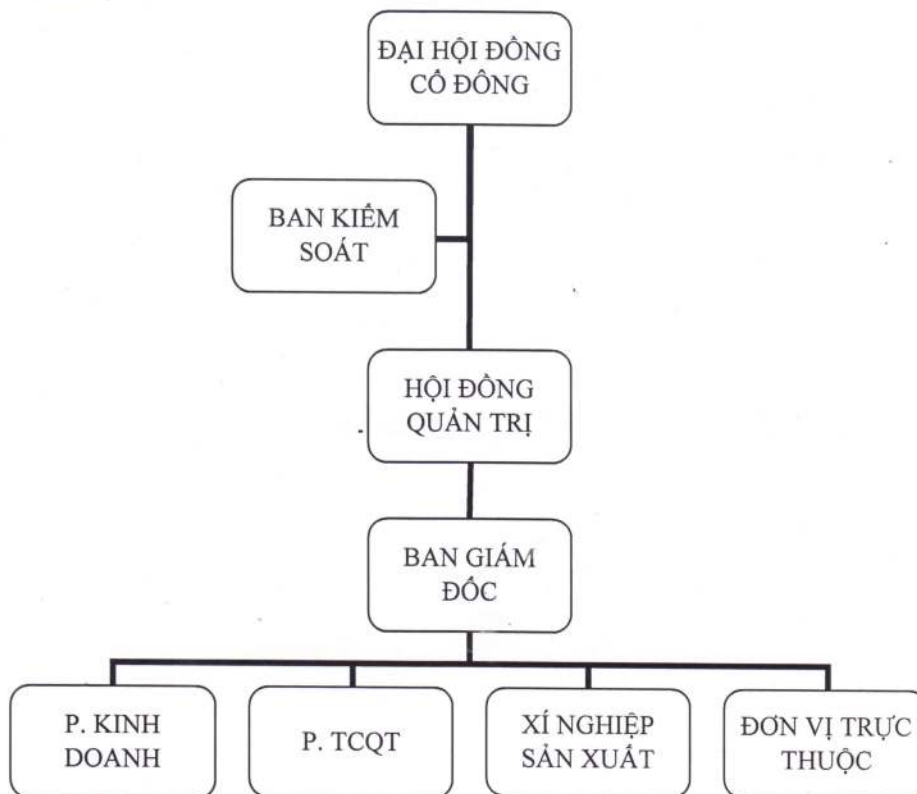 ĐẠI HỘI ĐỒNG
CỔ ĐÔNG
BAN KIỂM
SOÁT
HỘI ĐỒNG
QUẢN TRỊ
BAN GIÁM
ĐỐC
P. KINH
DOANH
P. TCQT
XÍ NGHIỆP
SẢN XUẤT
ĐƠN VỊ TRỰC
THUỘC